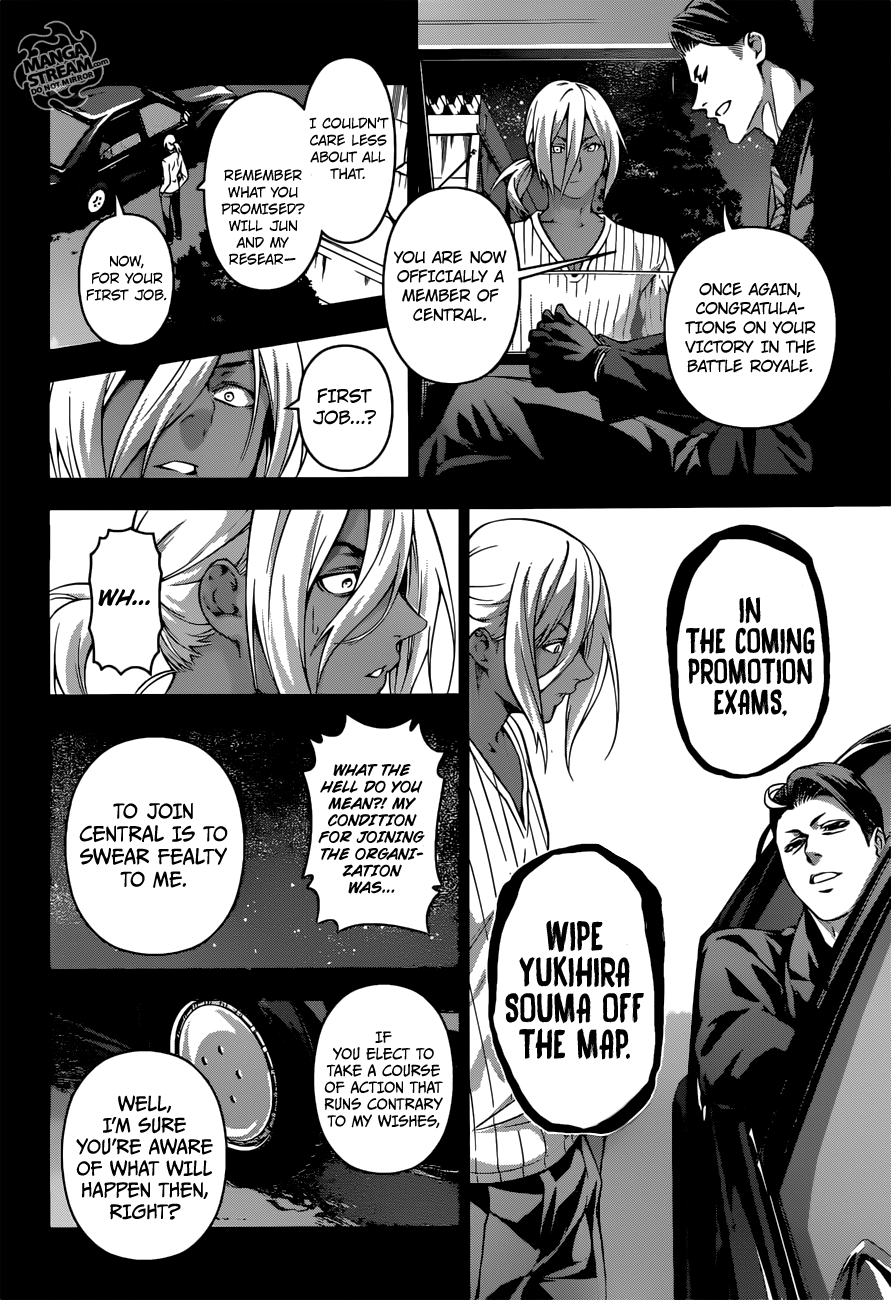 MANGA
STREAM.com
DO NOT MIRROR
ONCE AGAIN,
CONGRATULA-
TIONS ON YOUR
VICTORY IN THE
BATTLE ROYALE.
YOU ARE NOW
OFFICIALLY A
MEMBER OF
CENTRAL.
I COULDN'T
CARE LESS
ABOUT ALL
THAT.
REMEMBER
WHAT YOU
PROMISED?
WILL JUN
AND MY
RESEAR—
NOW,
FOR YOUR
FIRST JOB.
FIRST
JOB...?
IN
THE COMING
PROMOTION
EXAMS,
WIPE
YUKIHIRA
SOUMA OFF
THE MAP.
WH...
WHAT THE
HELL DO YOU
MEAN?! MY
CONDITION
FOR JOINING
THE ORGANI-
ZATION
WAS...
TO JOIN
CENTRAL IS TO
SWEAR FEALTY
TO ME.
IF
YOU ELECT TO
TAKE A COURSE
OF ACTION THAT
RUNS CONTRARY
TO MY WISHES,
WELL,
I'M SURE
YOU'RE AWARE
OF WHAT WILL
HAPPEN THEN,
RIGHT?